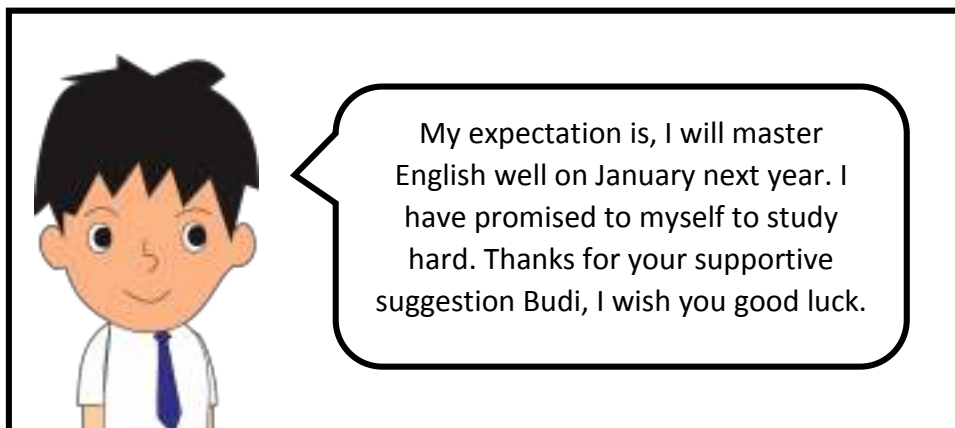 My expectation is, I will master
English well on January next year. I
have promised to myself to study
hard. Thanks for your supportive
suggestion Budi, I wish you good luck.